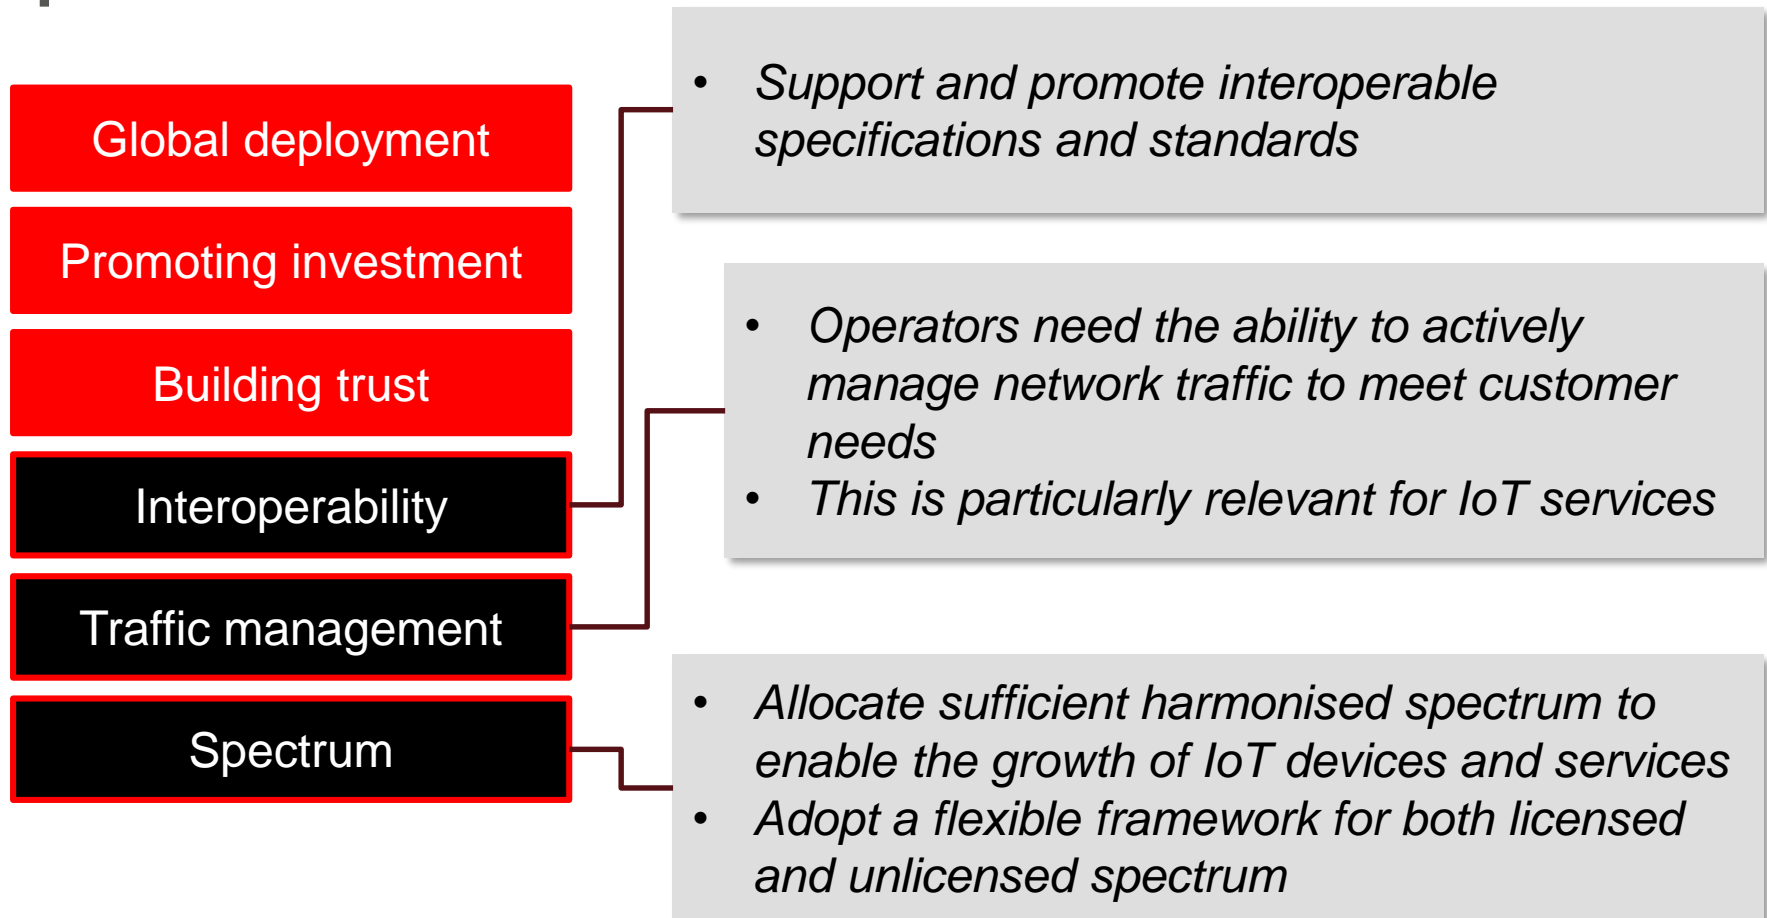 Global deployment
Promoting investment
Building trust
Interoperability
Traffic management
Spectrum
• Support and promote interoperable
specifications and standards
• Operators need the ability to actively
manage network traffic to meet customer
needs
• This is particularly relevant for IoT services
• Allocate sufficient harmonised spectrum to
enable the growth of IoT devices and services
• Adopt a flexible framework for both licensed
and unlicensed spectrum